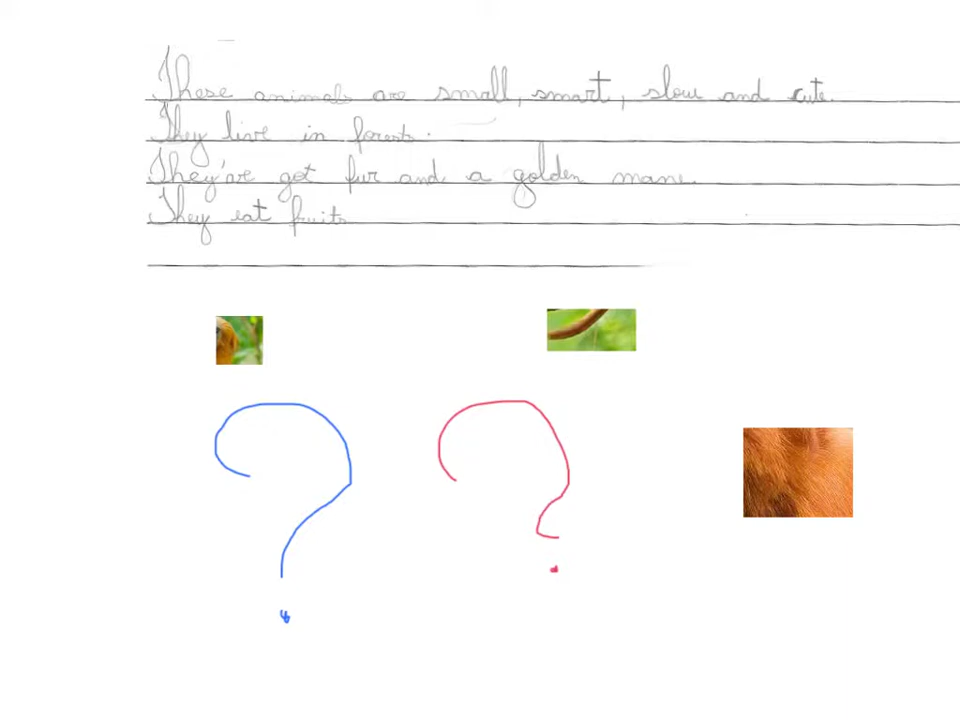 These animals are small, smart, slow and cute.
They live in forests.
They've got fur and a golden mane.
They eat fruits